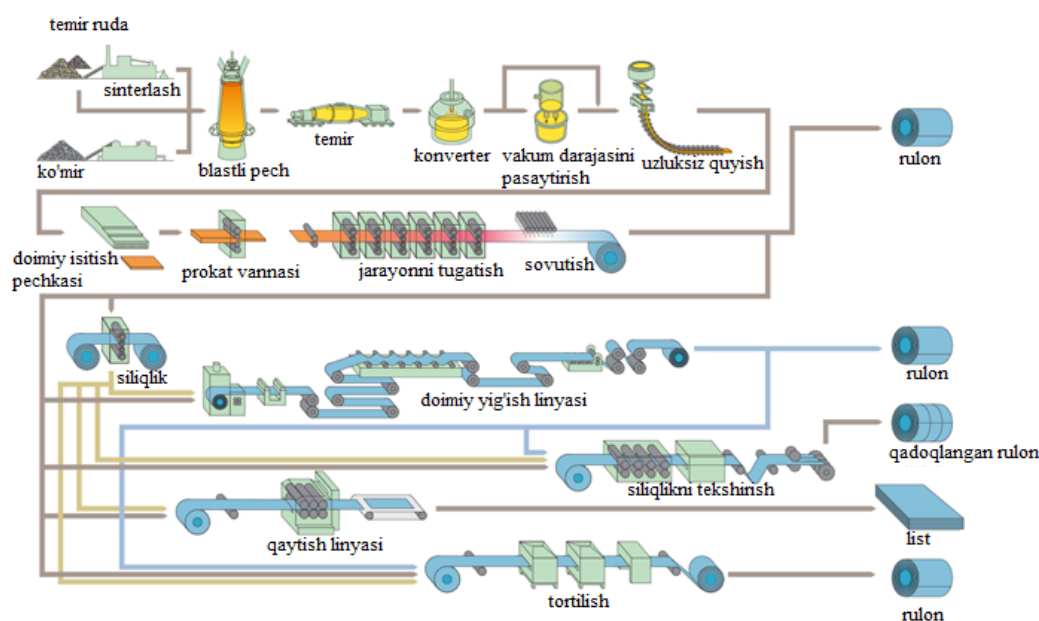 temir ruda
sinterlash
ko'mir
blastli pech
temir
konverter
vakum darajasini
pasaytirish
uzluksiz quyish
rulon
doimiy isitish
pechkasi
prokat vannasi
jarayonni tugatish
sovutish
siliqlik
doimiy yig'ish linyasi
rulon
qadoqlangan rulon
siliqlikni tekshirish
qaytish linyasi
list
tortilish
rulon